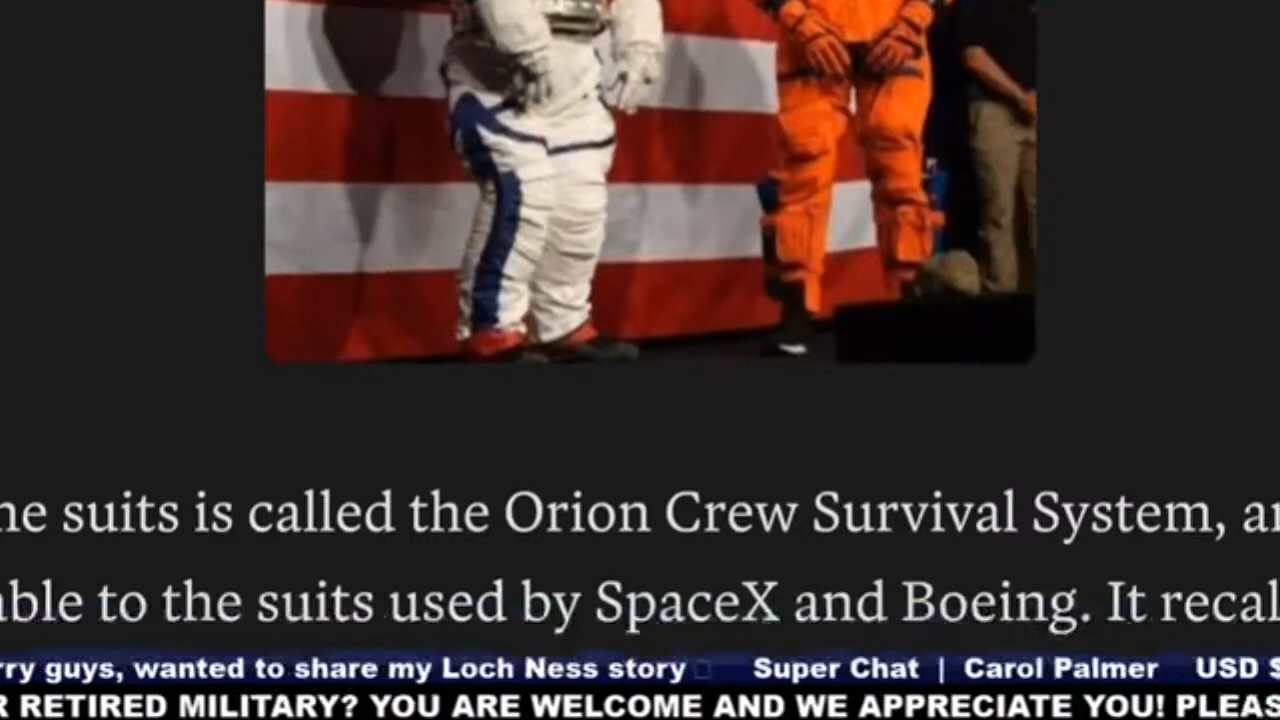 he suits is called the Orion Crew Survival System, a
able to the suits used by SpaceX and Boeing. It recal
rry guys, wanted to share my Loch Ness story Super Chat | Carol Palmer USD $
R RETIRED MILITARY? YOU ARE WELCOME AND WE APPRECIATE YOU! PLEAS